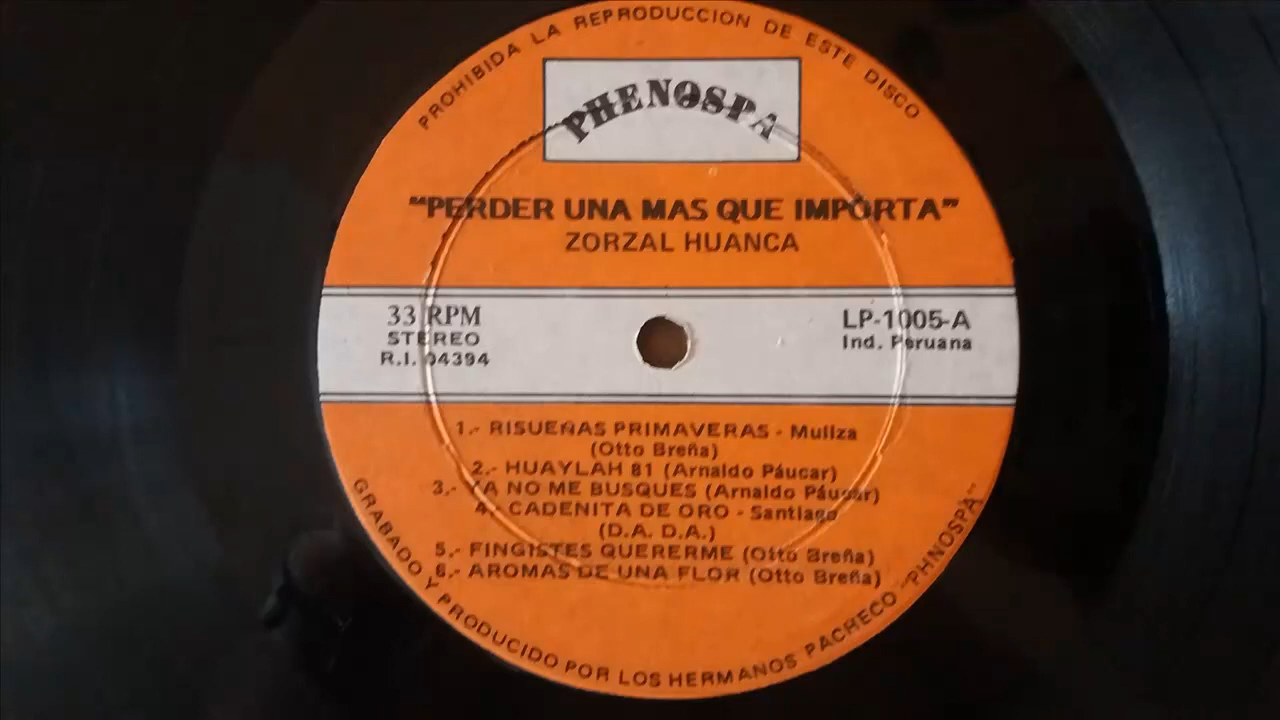 PROHIBIDA LA REPRODUCCION DE ESTE DISCO
PHENOSPA
"PERDER UNA MAS QUE IMPORTA"
ZORZAL HUANCA
33 RPM
STEREO
R.I. 04394
LP-1005-A
Ind. Peruana
1.- RISUEÑAS PRIMAVERAS - Muliza
(Otto Breña)
2.- HUAYLAH 81 (Arnaldo Páucar)
3.- YA NO ME BUSQUES (Arnaldo Páucar)
4.- CADENITA DE ORO - Santiago
(D.A. D.A.)
5.- FINGISTES QUERERME (Otto Breña)
6.- AROMAS DE UNA FLOR (Otto Breña)
GRABADO Y PRODUCIDO POR LOS HERMANOS PACHECO "PHNOSPA"